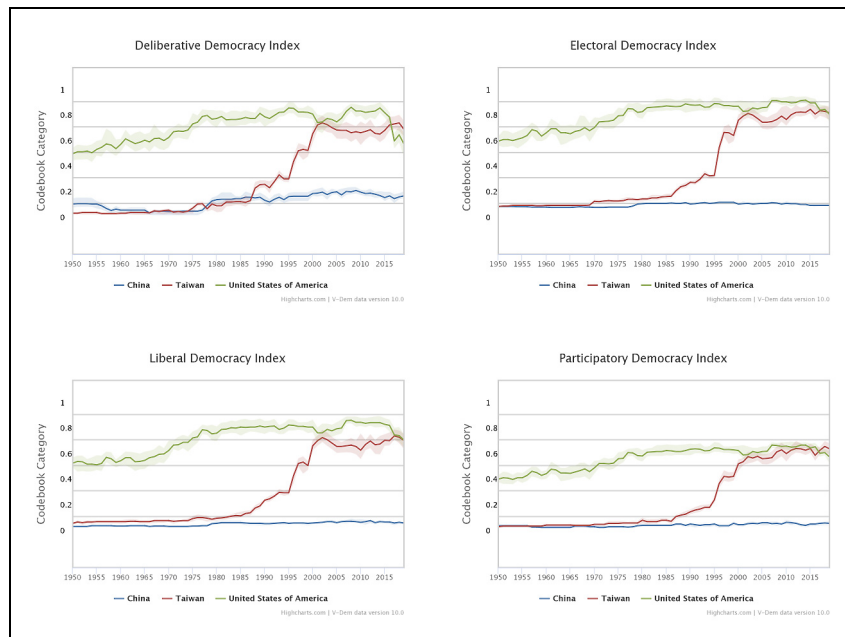 Deliberative Democracy Index
Codebook Category
1
0.8
0.6
0.4
0.2
0
1950 1955 1960 1965 1970 1975 1980 1985 1990 1995 2000 2005 2010 2015
China Taiwan United States of America
Highcharts.com | V-Dem data version 10.0
Electoral Democracy Index
Codebook Category
1
0.8
0.6
0.4
0.2
0
1950 1955 1960 1965 1970 1975 1980 1985 1990 1995 2000 2005 2010 2015
China Taiwan United States of America
Highcharts.com | V-Dem data version 10.0
Liberal Democracy Index
Codebook Category
1
0.8
0.6
0.4
0.2
0
1950 1955 1960 1965 1970 1975 1980 1985 1990 1995 2000 2005 2010 2015
China Taiwan United States of America
Highcharts.com | V-Dem data version 10.0
Participatory Democracy Index
Codebook Category
1
0.8
0.6
0.4
0.2
0
1950 1955 1960 1965 1970 1975 1980 1985 1990 1995 2000 2005 2010 2015
China Taiwan United States of America
Highcharts.com | V-Dem data version 10.0